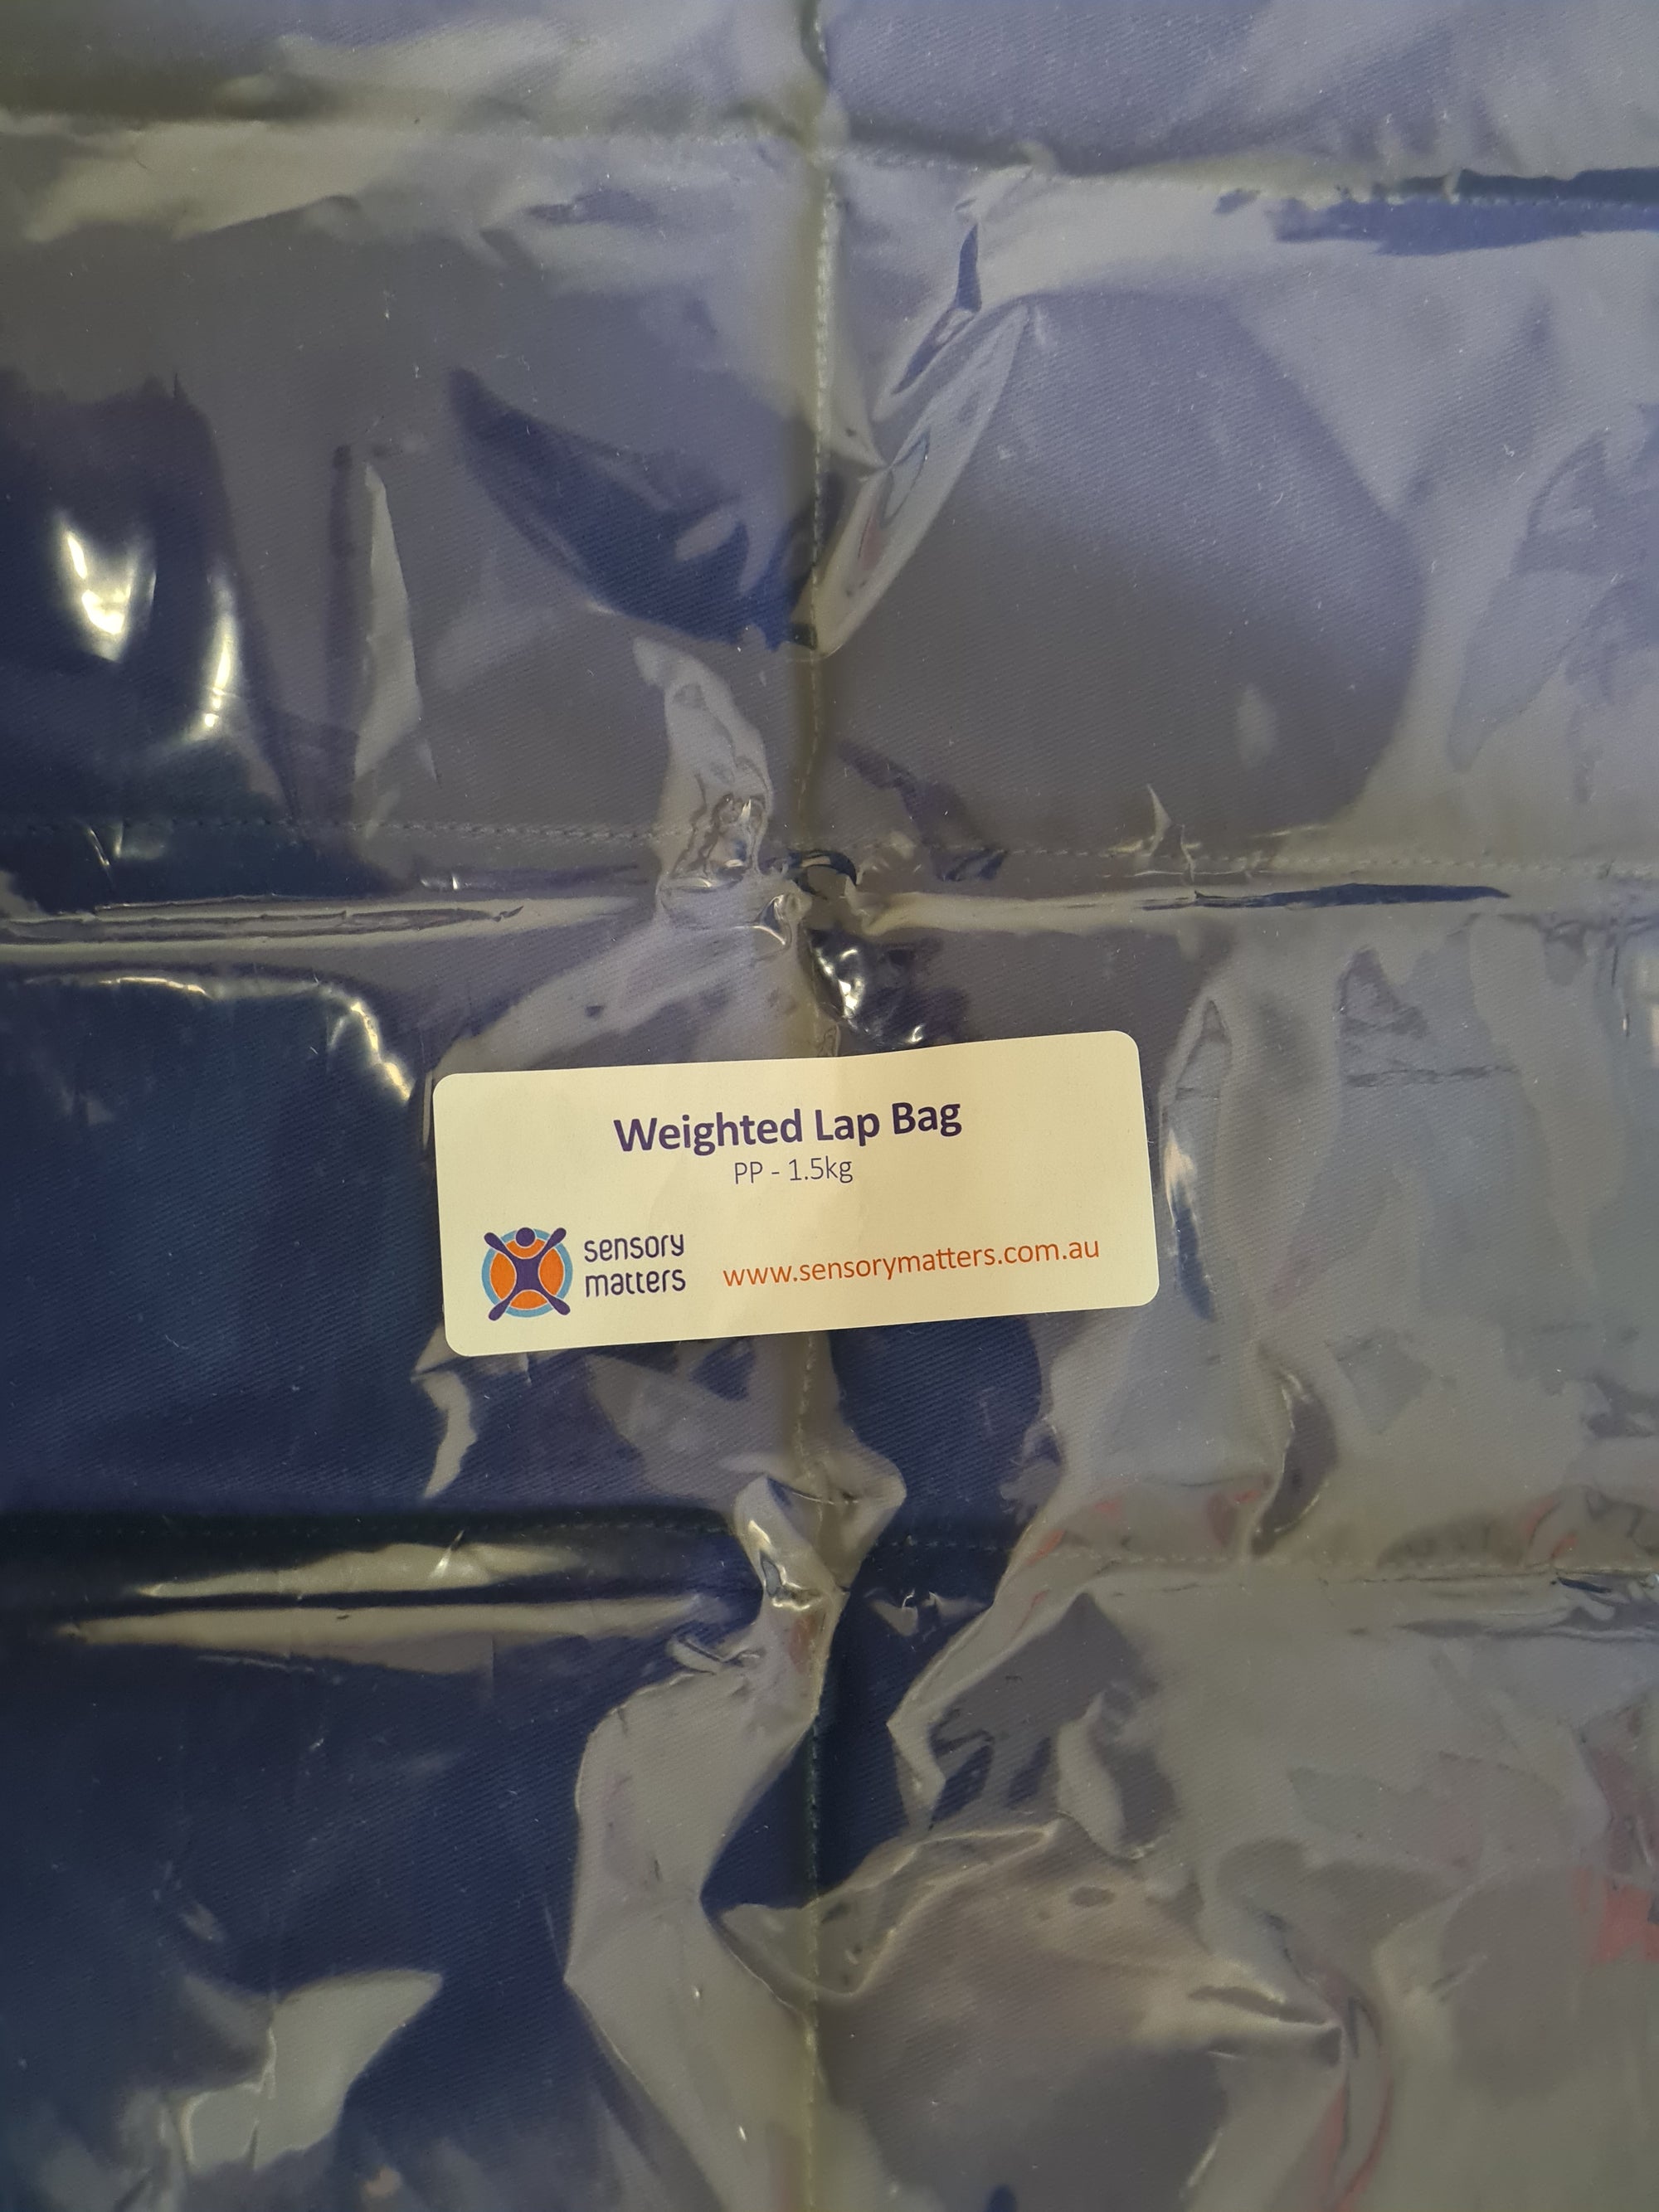 Weighted Lap Bag
PP - 1.5kg
sensory
matters
www.sensorymatters.com.au